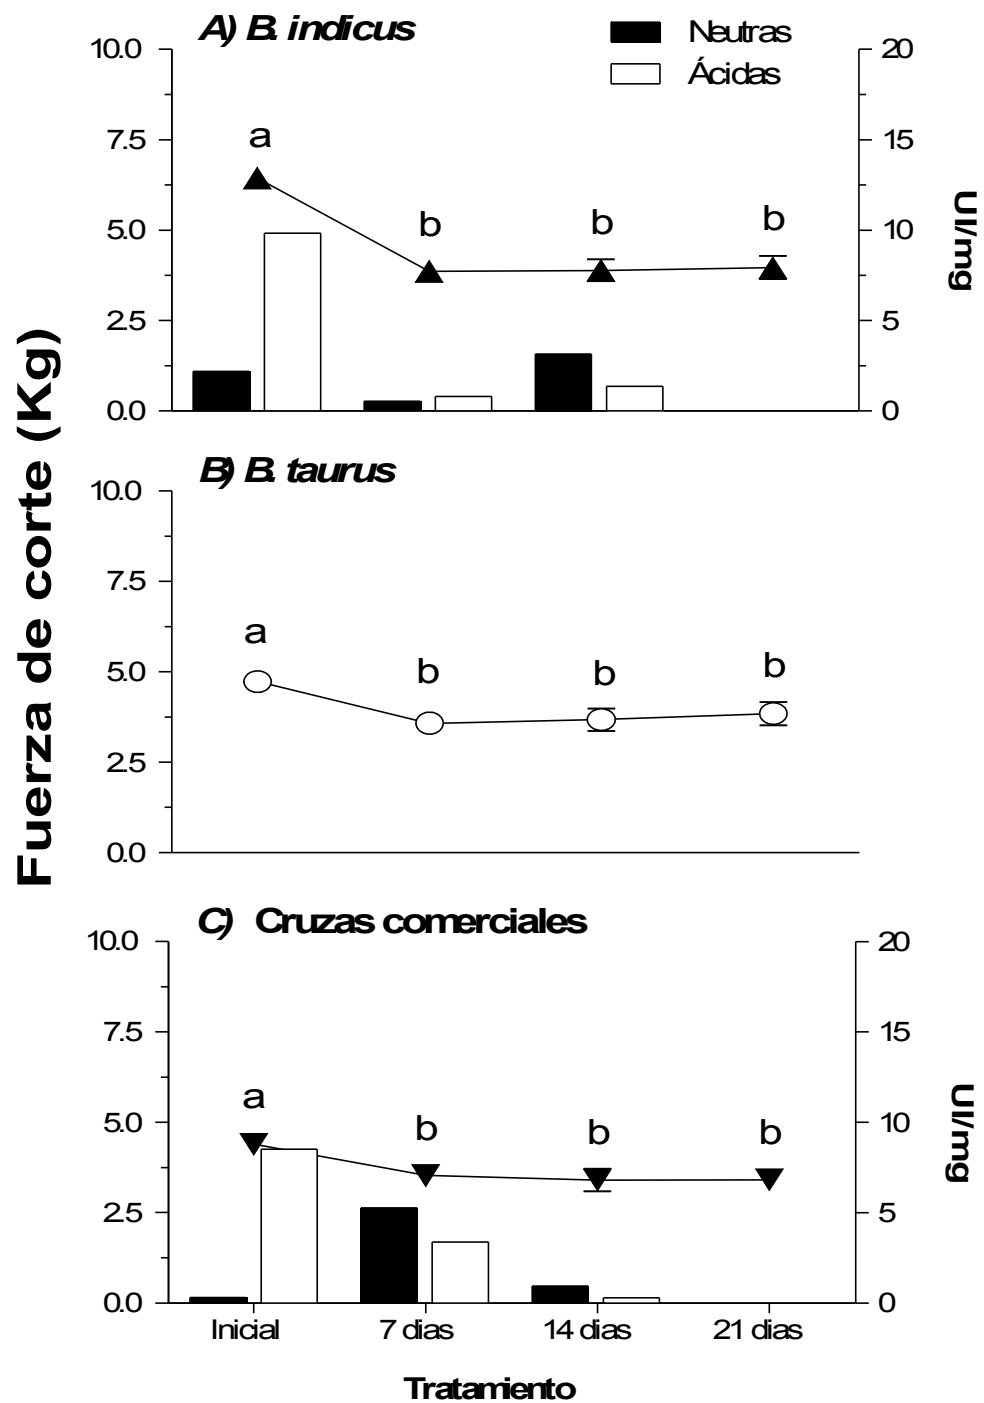 A) B. indicus
Neutras
Ácidas
10.0
7.5
5.0
2.5
0.0
a
b
b
b
20
15
10
5
0
UI/mg
Fuerza de corte (Kg)
B) B. taurus
10.0
7.5
5.0
2.5
0.0
a
b
b
b
C) Cruzas comerciales
10.0
7.5
5.0
2.5
0.0
a
b
b
b
20
15
10
5
0
UI/mg
Inicial
7 dias
14 dias
21 dias
Tratamiento